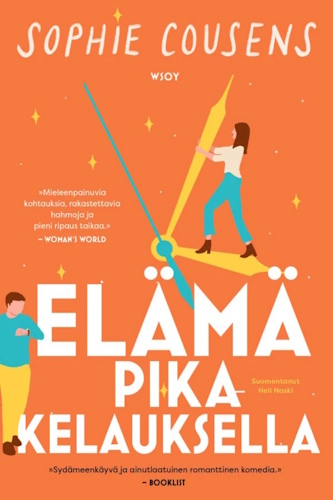 SOPHIE COUSENS
WSOY
»Mieleenpainuvia
kohtauksia, rakastettavia
hahmoja ja
pieni ripaus taikaa.»
– WOMAN'S WORLD
ELÄMÄ
PIKA
KELAUKSELLA
Suomentanut
Heli Naski
»Sydämeenkäyvä ja ainutlaatuinen romanttinen komedia.»
– BOOKLIST